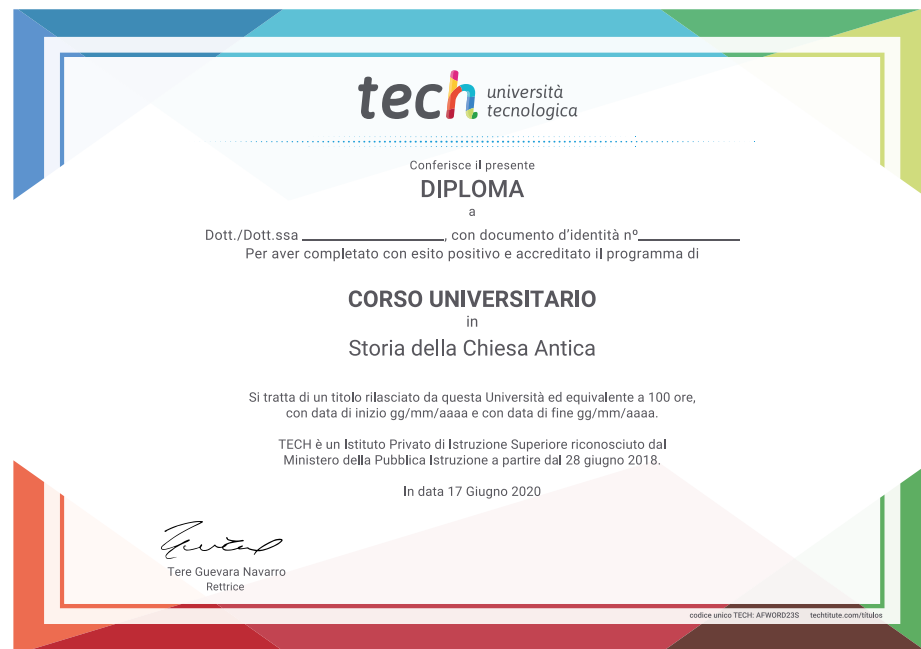 tech università
tecnologica
Conferisce il presente
DIPLOMA
a
Dott./Dott.ssa ______________, con documento d'identità nº__________
Per aver completato con esito positivo e accreditato il programma di
CORSO UNIVERSITARIO
in
Storia della Chiesa Antica
Si tratta di un titolo rilasciato da questa Università ed equivalente a 100 ore,
con data di inizio gg/mm/aaaa e con data di fine gg/mm/aaaa.
TECH è un Istituto Privato di Istruzione Superiore riconosciuto dal
Ministero della Pubblica Istruzione a partire dal 28 giugno 2018.
In data 17 Giugno 2020
Tere Guevara Navarro
Rettrice
codice unico TECH: AFWORD23S techtitute.com/títulos